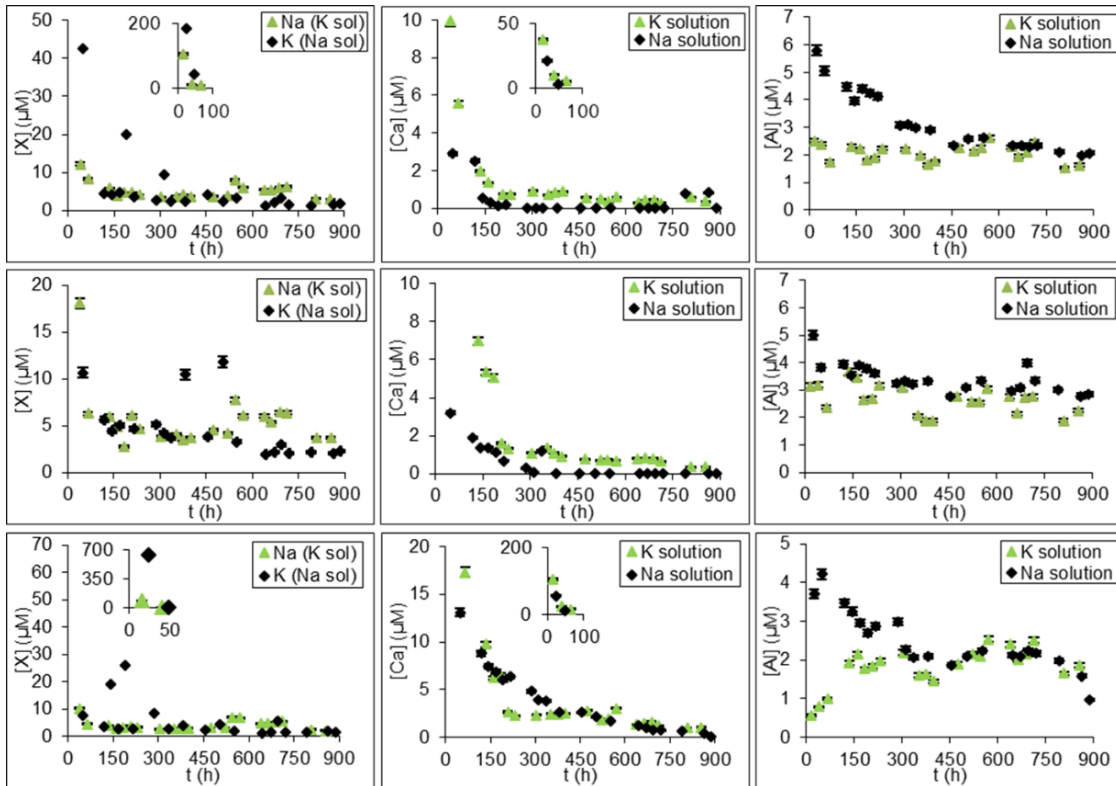 [X] (µM)
50
40
30
20
10
0
0 150 300 450 600 750 900
t (h)
200
0
0 100
Na (K sol)
K (Na sol)
[Ca] (µM)
10
8
6
4
2
0
0 150 300 450 600 750 900
t (h)
50
0
0 100
K solution
Na solution
[Al] (µM)
7
6
5
4
3
2
1
0
0 150 300 450 600 750 900
t (h)
K solution
Na solution
[X] (µM)
20
15
10
5
0
0 150 300 450 600 750 900
t (h)
Na (K sol)
K (Na sol)
[Ca] (µM)
10
8
6
4
2
0
0 150 300 450 600 750 900
t (h)
K solution
Na solution
[Al] (µM)
7
6
5
4
3
2
1
0
0 150 300 450 600 750 900
t (h)
K solution
Na solution
[X] (µM)
70
60
50
40
30
20
10
0
0 150 300 450 600 750 900
t (h)
700
350
0
0 50
Na (K sol)
K (Na sol)
[Ca] (µM)
20
15
10
5
0
0 150 300 450 600 750 900
t (h)
200
0
0 100
K solution
Na solution
[Al] (µM)
5
4
3
2
1
0
0 150 300 450 600 750 900
t (h)
K solution
Na solution